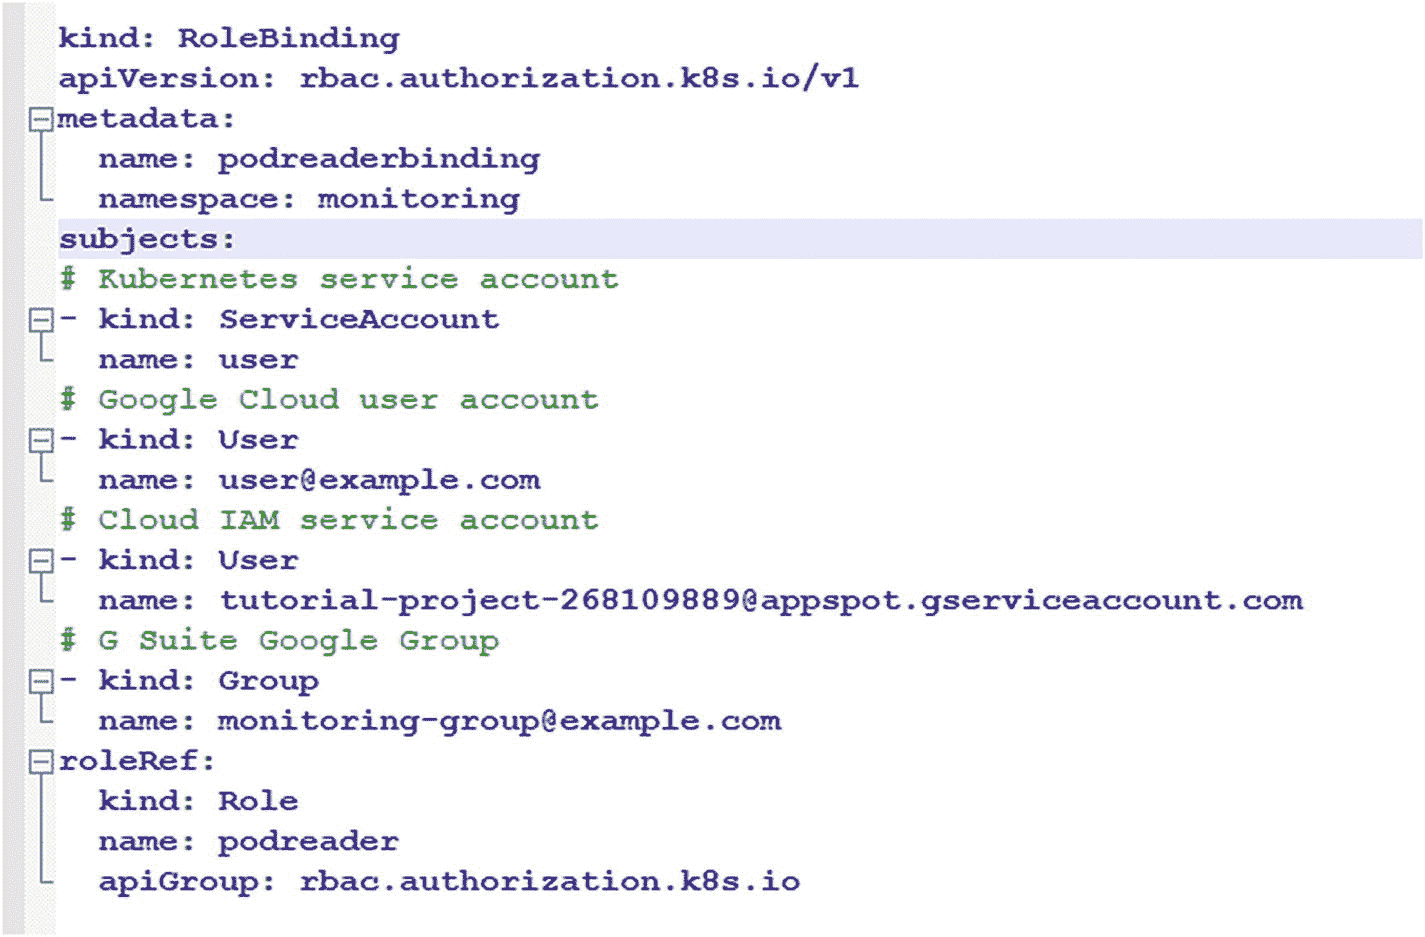 kind: RoleBinding
apiVersion: rbac.authorization.k8s.io/v1
metadata:
  name: podreaderbinding
  namespace: monitoring
subjects:
# Kubernetes service account
- kind: ServiceAccount
  name: user
# Google Cloud user account
- kind: User
  name: user@example.com
# Cloud IAM service account
- kind: User
  name: tutorial-project-268109889@appspot.gserviceaccount.com
# G Suite Google Group
- kind: Group
  name: monitoring-group@example.com
roleRef:
  kind: Role
  name: podreader
  apiGroup: rbac.authorization.k8s.io